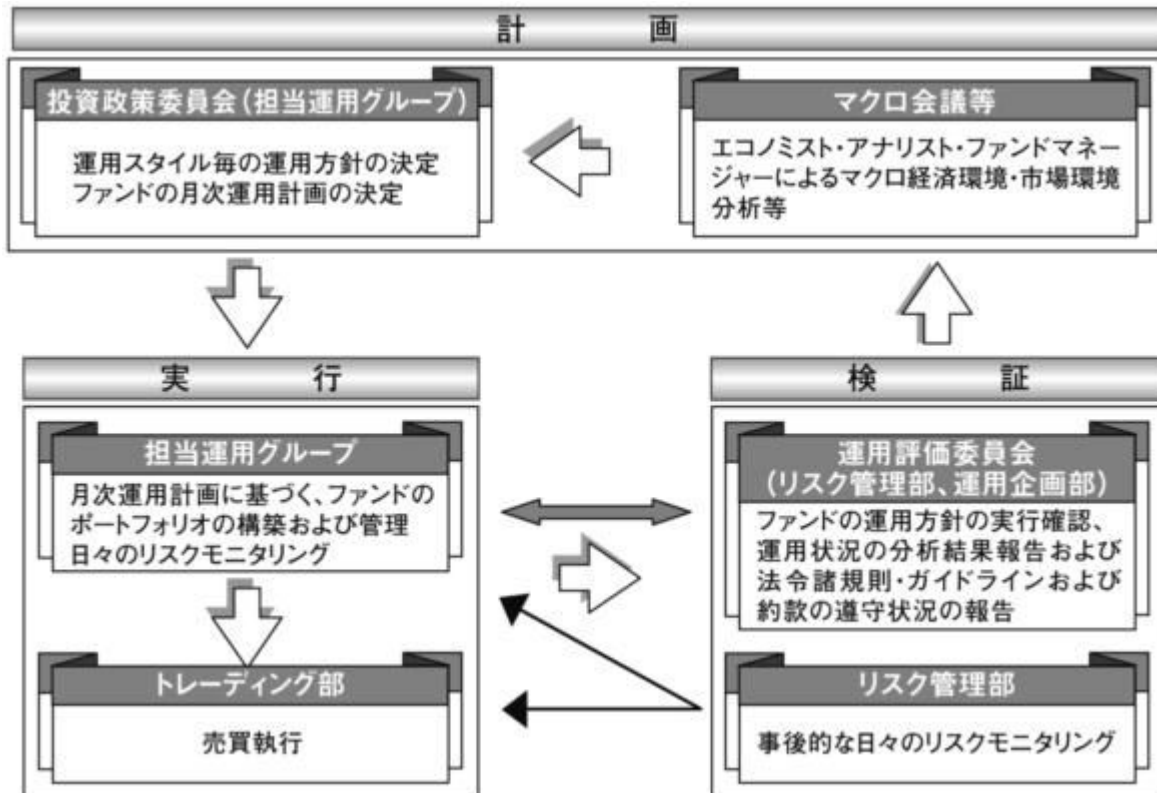 計画
投資政策委員会(担当運用グループ)
運用スタイル毎の運用方針の決定
ファンドの月次運用計画の決定
マクロ会議等
エコノミスト・アナリスト・ファンドマネー
ジャーによるマクロ経済環境・市場環境
分析等
実行
担当運用グループ
月次運用計画に基づく、ファンドの
ポートフォリオの構築および管理
日々のリスクモニタリング
トレーディング部
売買執行
検証
運用評価委員会
(リスク管理部、運用企画部)
ファンドの運用方針の実行確認、
運用状況の分析結果報告および
法令諸規則・ガイドラインおよび
約款の遵守状況の報告
リスク管理部
事後的な日々のリスクモニタリング